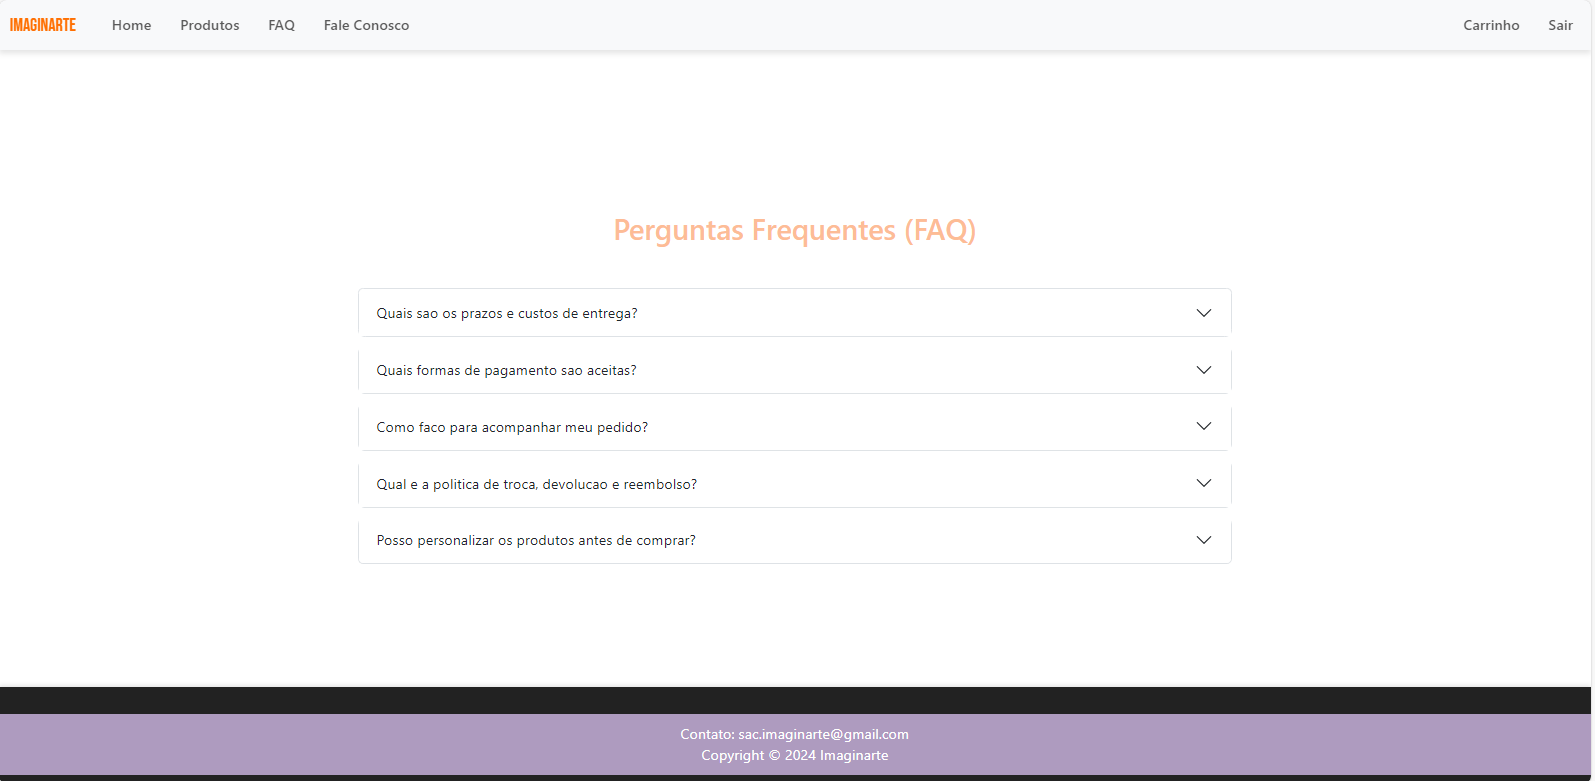 IMAGINARTE Home Produtos FAQ Fale Conosco Carrinho Sair
Perguntas Frequentes (FAQ)
Quais sao os prazos e custos de entrega?
Quais formas de pagamento sao aceitas?
Como faco para acompanhar meu pedido?
Qual e a politica de troca, devolucao e reembolso?
Posso personalizar os produtos antes de comprar?
Contato: sac.imaginarte@gmail.com
Copyright © 2024 Imaginarte